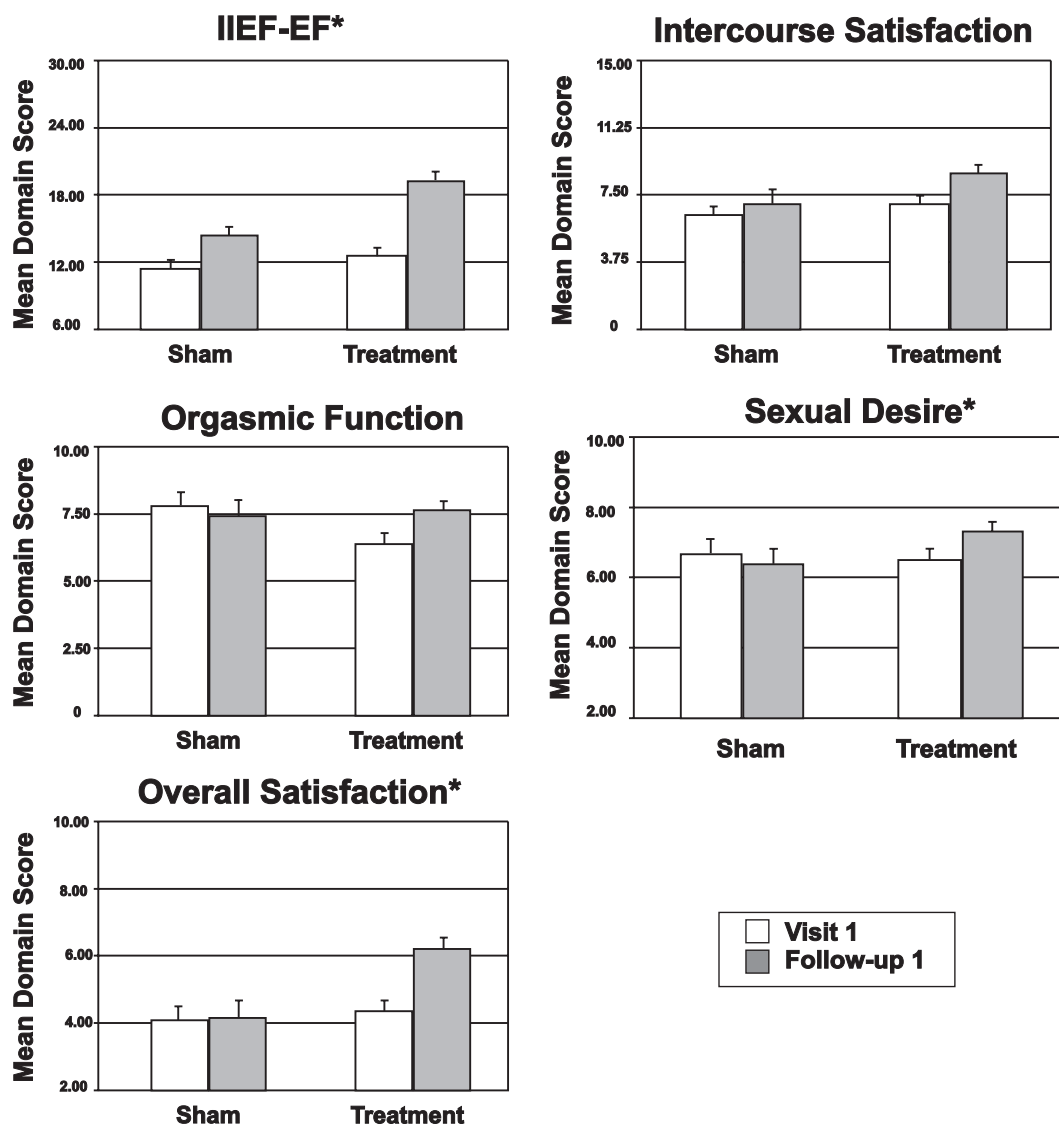 IIEF-EF*
Mean Domain Score
30.00
24.00
18.00
12.00
6.00
Sham Treatment
Intercourse Satisfaction
Mean Domain Score
15.00
11.25
7.50
3.75
0
Sham Treatment
Orgasmic Function
Mean Domain Score
10.00
7.50
5.00
2.50
0
Sham Treatment
Sexual Desire*
Mean Domain Score
10.00
8.00
6.00
4.00
2.00
Sham Treatment
Overall Satisfaction*
Mean Domain Score
10.00
8.00
6.00
4.00
2.00
Sham Treatment
Visit 1
Follow-up 1